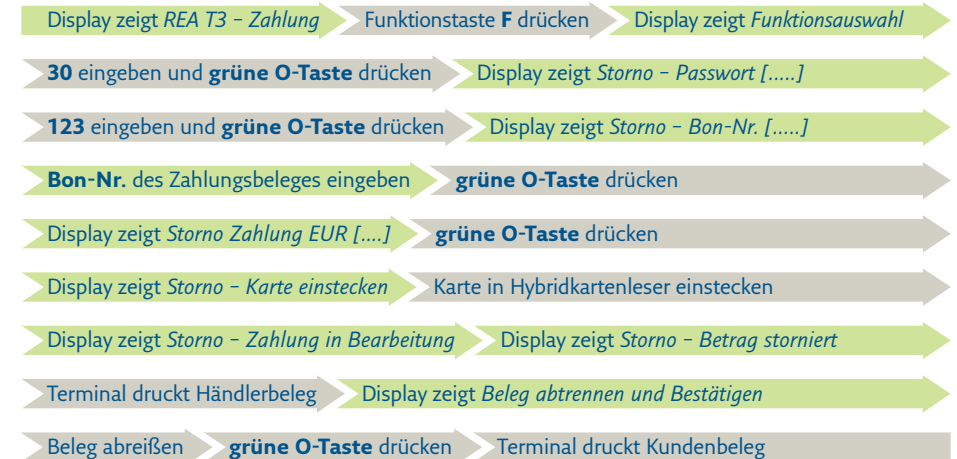 Display zeigt REA T3 – Zahlung Funktionstaste F drücken Display zeigt Funktionsauswahl
30 eingeben und grüne O-Taste drücken Display zeigt Storno – Passwort [.....]
123 eingeben und grüne O-Taste drücken Display zeigt Storno – Bon-Nr. [.....]
Bon-Nr. des Zahlungsbeleges eingeben grüne O-Taste drücken
Display zeigt Storno Zahlung EUR [....] grüne O-Taste drücken
Display zeigt Storno – Karte einstecken Karte in Hybridkartenleser einstecken
Display zeigt Storno – Zahlung in Bearbeitung Display zeigt Storno – Betrag storniert
Terminal druckt Händlerbeleg Display zeigt Beleg abtrennen und Bestätigen
Beleg abreißen grüne O-Taste drücken Terminal druckt Kundenbeleg